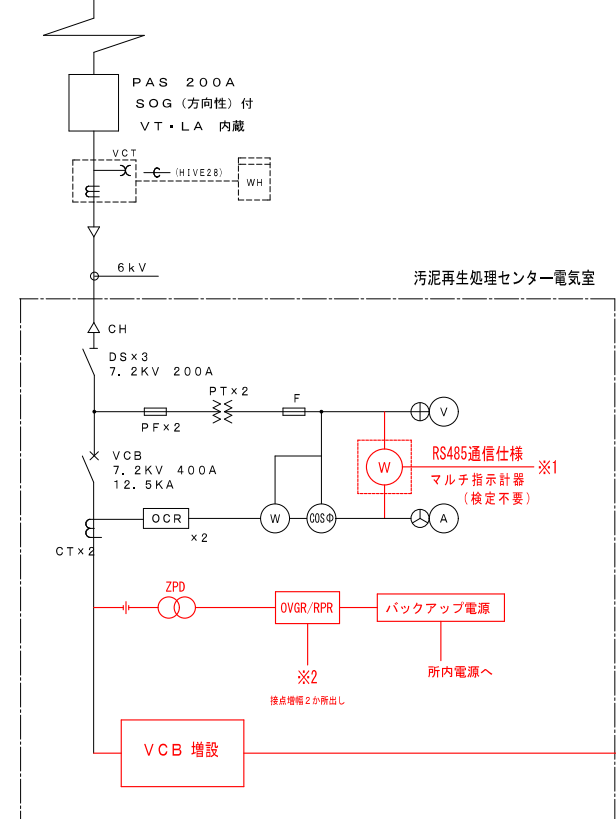 PAS 200A
SOG(方向性)付
VT・LA 内蔵
VCT
(HIVE28)
WH
6kV
汚泥再生処理センター電気室
CH
DS×3
7.2KV 200A
PT×2
F
PF×2
V
VCB
7.2KV 400A
12.5KA
W
RS485通信仕様
マルチ指示計器
(検定不要)
※1
OCR
×2
W
COSΦ
A
CT×2
ZPD
OVGR/RPR
バックアップ電源
※2
接点増幅2か所出し
所内電源へ
VCB 増設